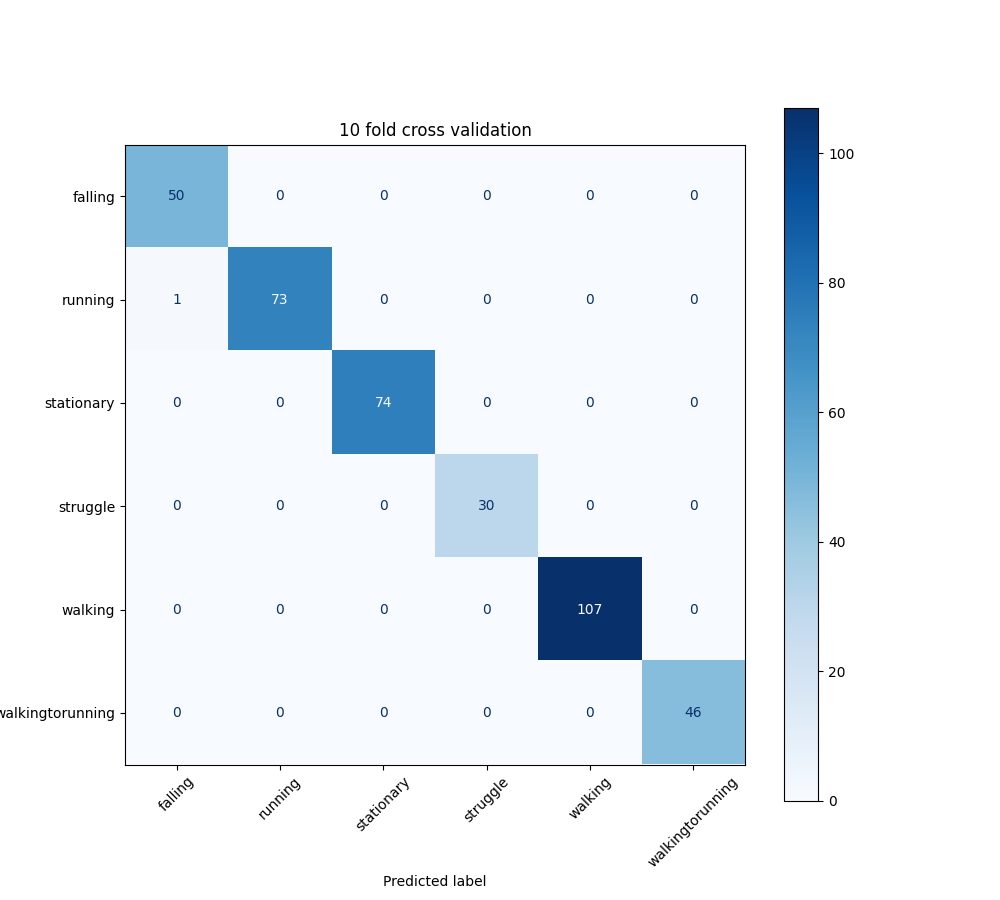 10 fold cross validation
falling 50 0 0 0 0 0
running 1 73 0 0 0 0
stationary 0 0 74 0 0 0
struggle 0 0 0 30 0 0
walking 0 0 0 0 107 0
walkingtorunning 0 0 0 0 0 46
falling running stationary struggle walking walkingtorunning
Predicted label
100
80
60
40
20
0